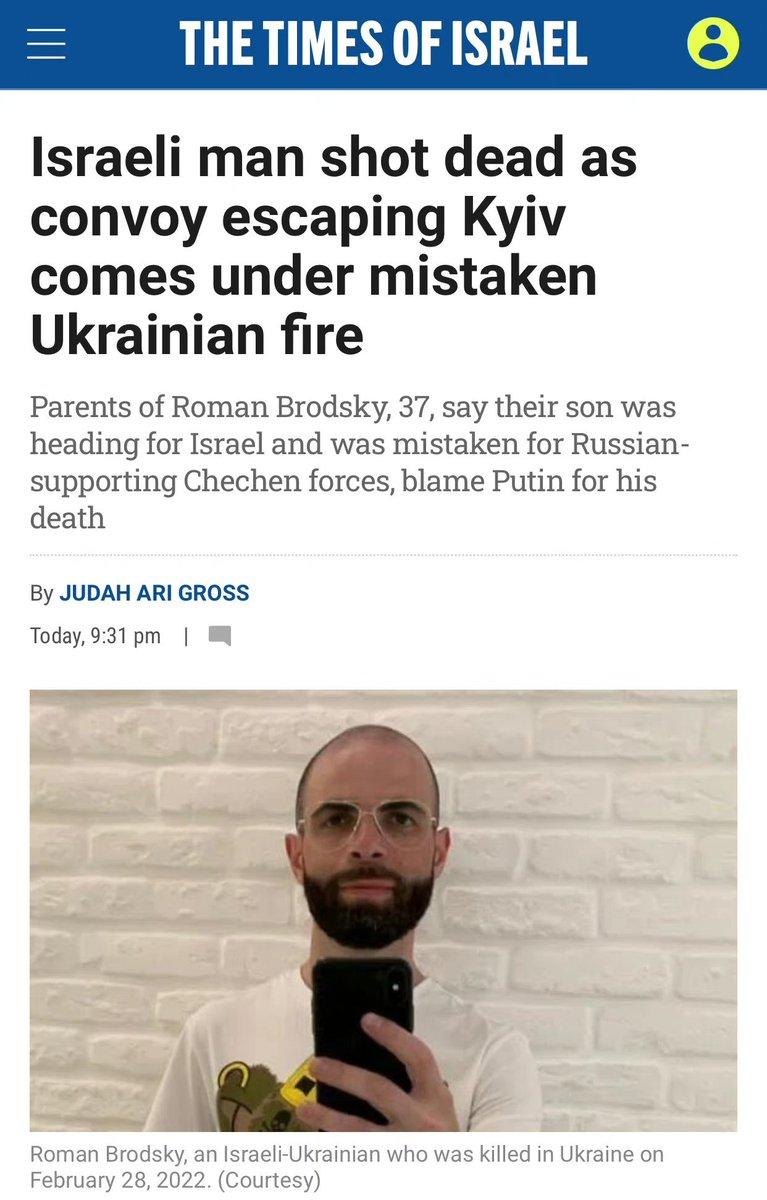 THE TIMES OF ISRAEL
Israeli man shot dead as
convoy escaping Kyiv
comes under mistaken
Ukrainian fire
Parents of Roman Brodsky, 37, say their son was
heading for Israel and was mistaken for Russian-
supporting Chechen forces, blame Putin for his
death
By JUDAH ARI GROSS
Today, 9:31 pm |
Roman Brodsky, an Israeli-Ukrainian who was killed in Ukraine on
February 28, 2022. (Courtesy)